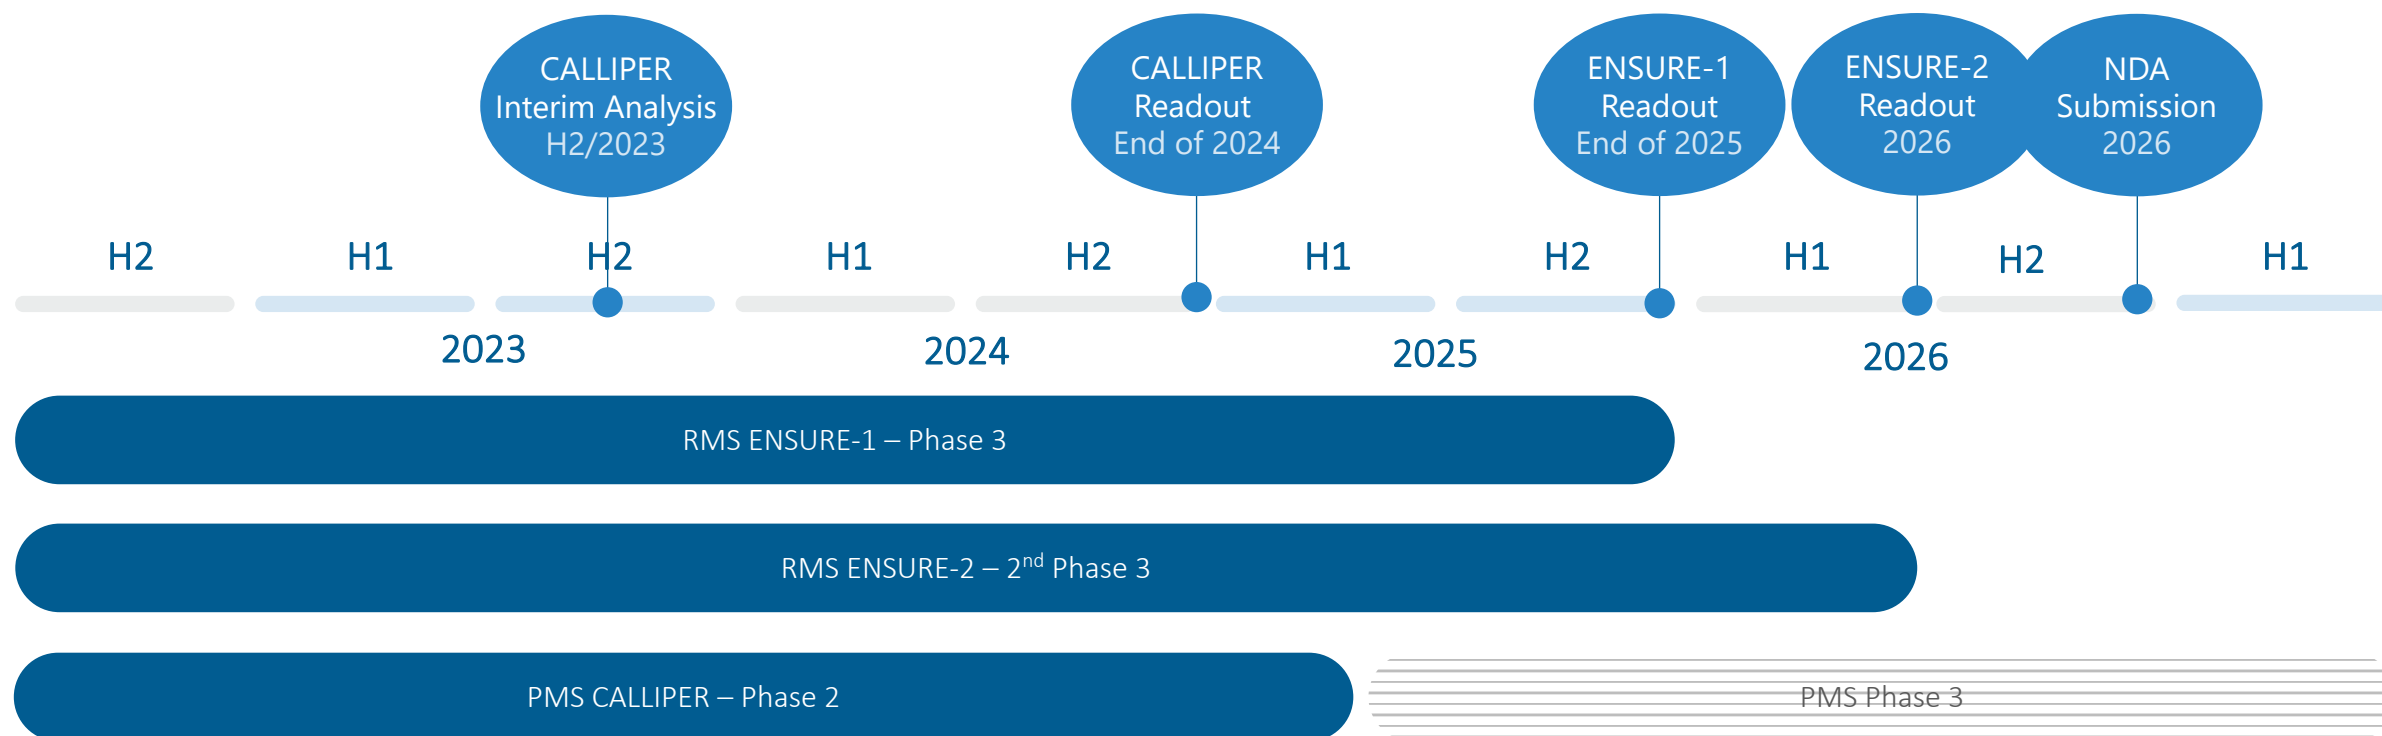 CALLIPER
Interim Analysis
H2/2023
CALLIPER
Readout
End of 2024
ENSURE-1
Readout
End of 2025
ENSURE-2
Readout
2026
NDA
Submission
2026
H2
H1
H2
H1
H2
H1
H2
H1
H2
H1
2023
2024
2025
2026
RMS ENSURE-1 – Phase 3
RMS ENSURE-2 – 2nd Phase 3
PMS CALLIPER – Phase 2
PMS Phase 3